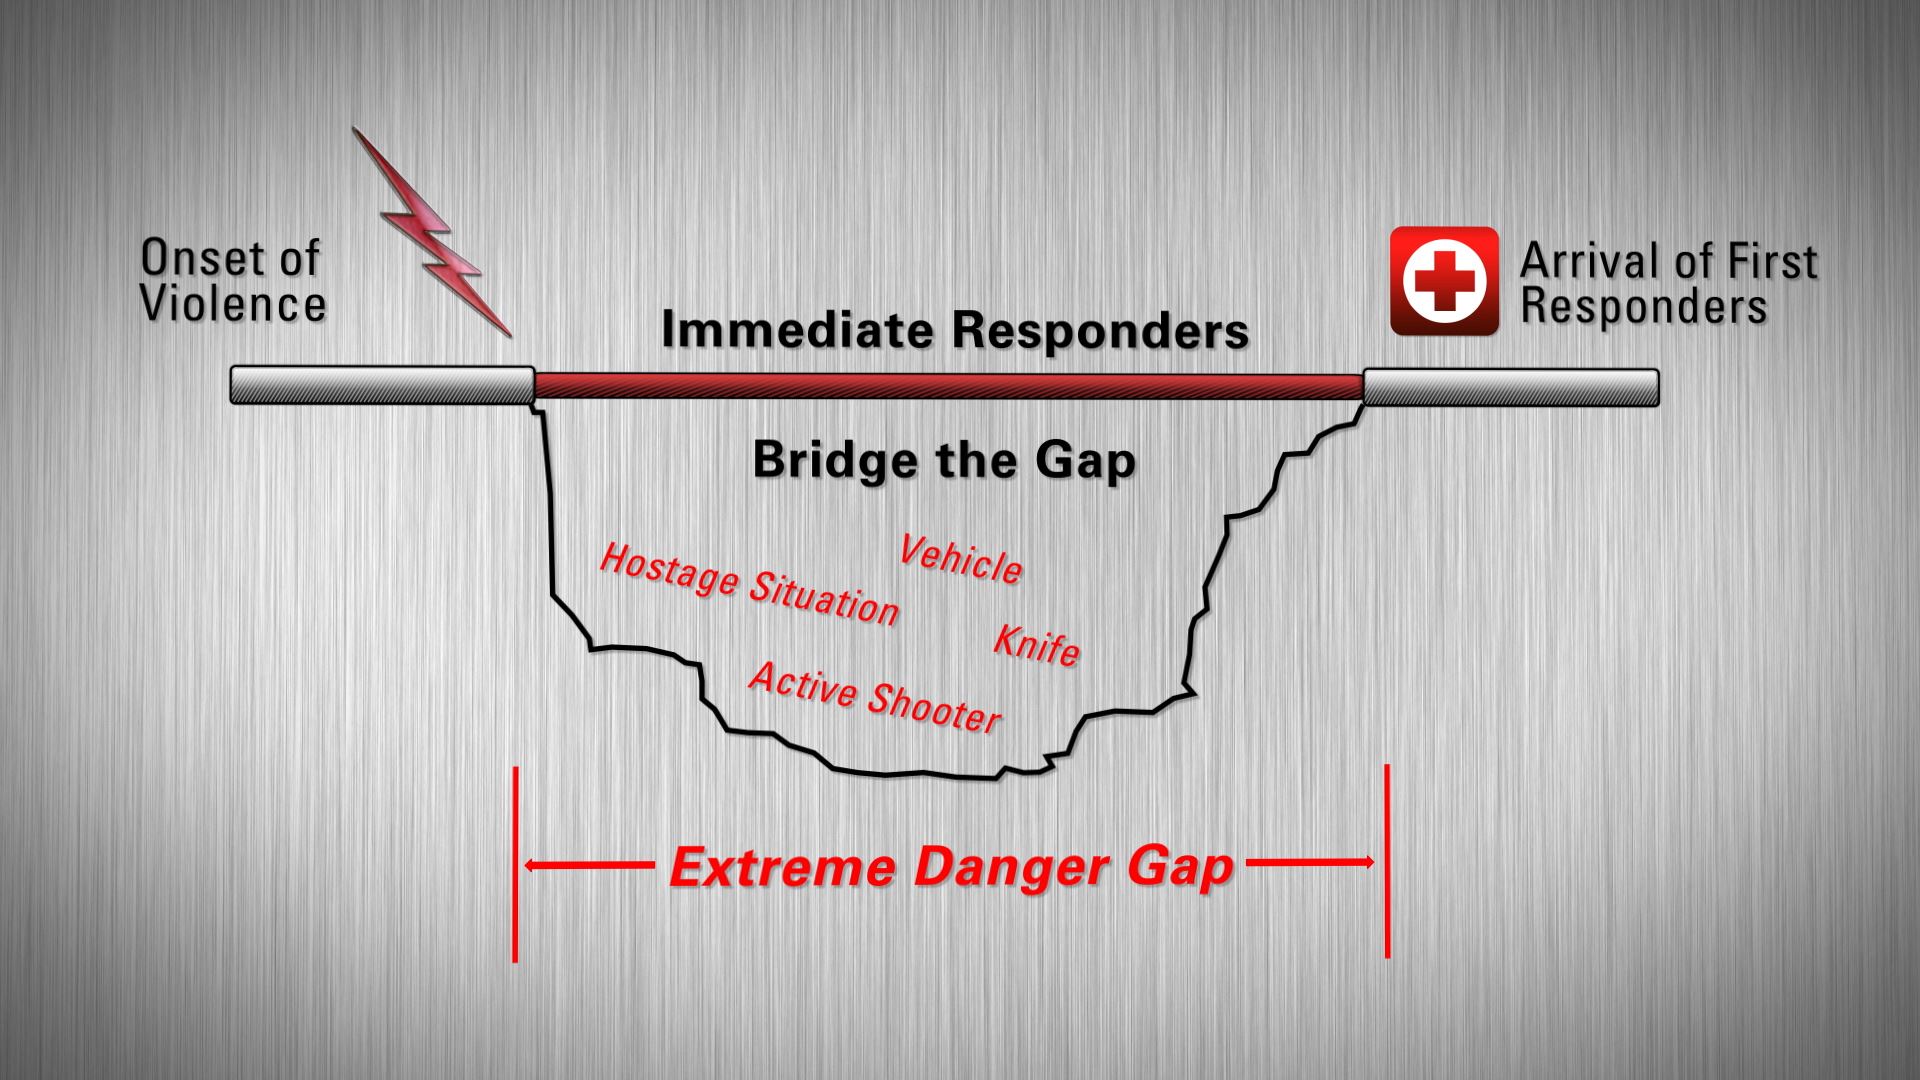 Onset of
Violence
Arrival of First
Responders
Immediate Responders
Bridge the Gap
Vehicle
Hostage Situation
Knife
Active Shooter
Extreme Danger Gap